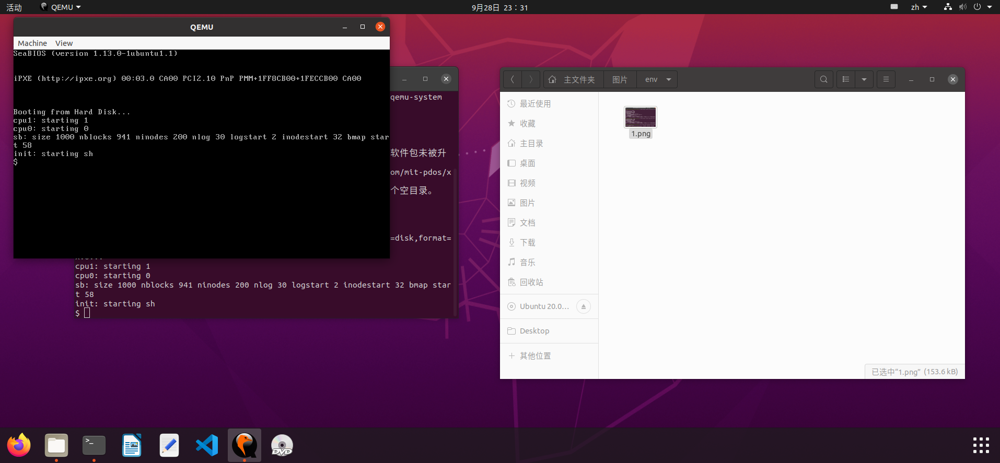 活动
QEMU
9月28日 23：31
zh
QEMU
Machine View
SeaBIOS (version 1.13.0-1ubuntu1.1)
iPXE (http://ipxe.org) 00:03.0 CA00 PCI2.10 PnP PMM+1FF8CB00+1FECCB00 CA00
Booting from Hard Disk...
cpu1: starting 1
cpu0: starting 0
sb: size 1000 nblocks 941 ninodes 200 nlog 30 logstart 2 inodestart 32 bmap star
t 58
init: starting sh
$
qemu-system
软件包未被升
om/mit-pdos/x
个空目录。
=disk,format=
cpu1: starting 1
cpu0: starting 0
sb: size 1000 nblocks 941 ninodes 200 nlog 30 logstart 2 inodestart 32 bmap star
t 58
init: starting sh
$
主文件夹 图片 env
最近使用
收藏
主目录
桌面
视频
图片
文档
下载
音乐
回收站
Ubuntu 20.0…
Desktop
其他位置
1.png
已选中“1.png” (153.6 kB)
>_
DVD